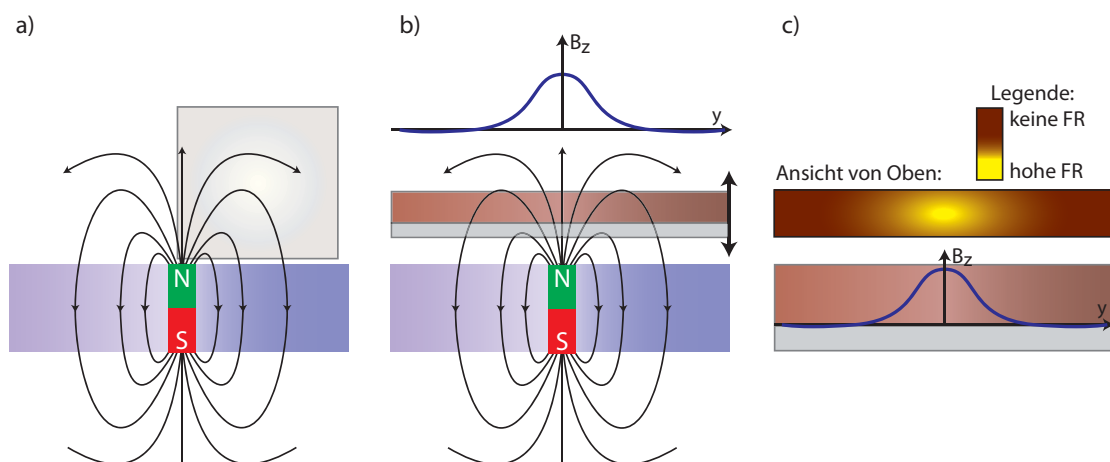 a)
N
S
b)
Bz
y
N
S
c)
Legende:
keine FR
hohe FR
Ansicht von Oben:
Bz
y